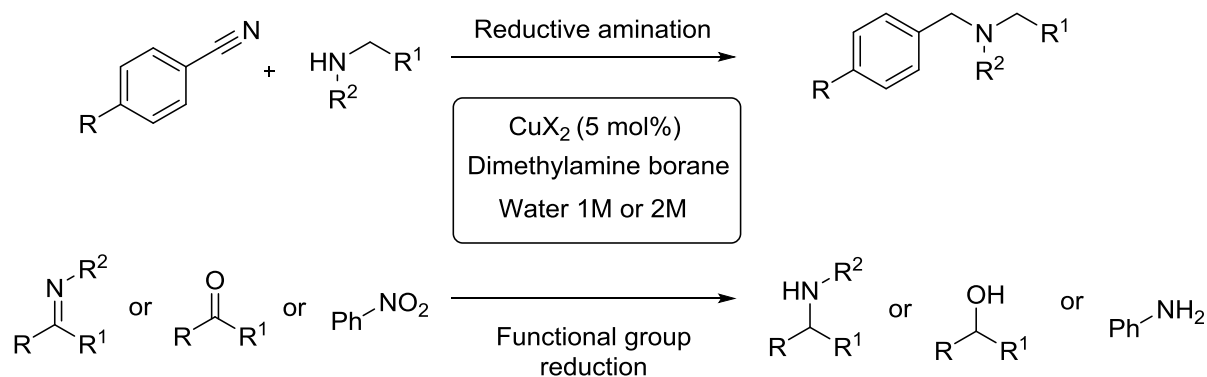 N
+
HN
R¹
R²
R
Reductive amination
N
R¹
R²
R
CuX₂ (5 mol%)
Dimethylamine borane
Water 1M or 2M
N
R²
R
R¹
or
O
R
R¹
or
Ph
NO₂
Functional group
reduction
HN
R²
R
R¹
or
OH
R
R¹
or
Ph
NH₂